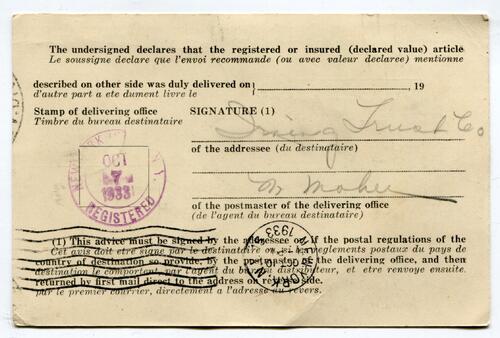 The undersigned declares that the registered or insured (declared value) article
Le soussigne declare que l'envoi recommande (ou avec valeur declaree) mentionne
described on other side was duly delivered on } 19
d'autre part a ete dument livre le
Stamp of delivering office
Timbre du bureau destinataire
SIGNATURE (1)
Irving Trust Co
of the addressee (du destinataire)
of the postmaster of the delivering office
(de l'agent du bureau destinataire)
NEW YORK, N. Y.
OCT
7
1933
REGISTERED
(1) This advice must be signed by the addressee or, if the postal regulations of the
Cet avis doit etre signe par le destinataire ou, si les reglements postaux du pays de
country of destination so provide, by the postmaster of the delivering office, and then
destination le comportent, par l'agent du bureau distributeur, et etre renvoye ensuite
returned by first mail direct to the address on reverse side.
par le premier courrier, directement a l'adresse du revers.
1933